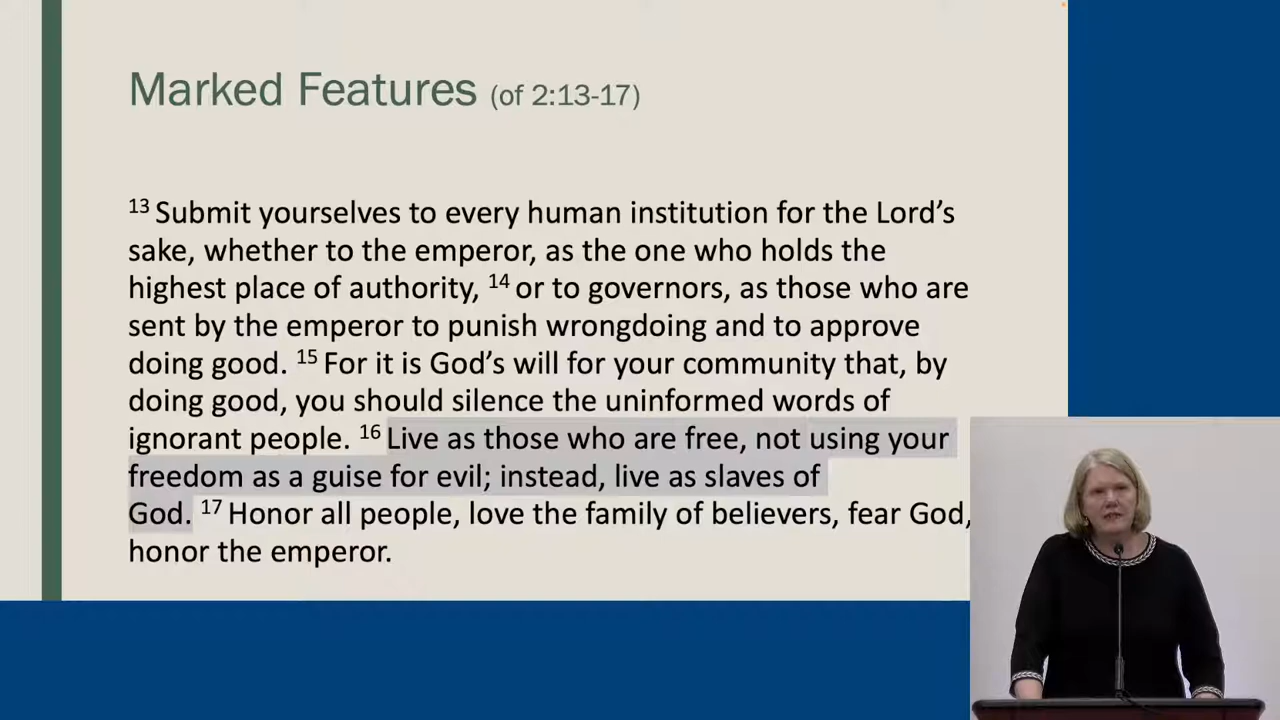 Marked Features (of 2:13-17)
13 Submit yourselves to every human institution for the Lord’s
sake, whether to the emperor, as the one who holds the
highest place of authority, 14 or to governors, as those who are
sent by the emperor to punish wrongdoing and to approve
doing good. 15 For it is God’s will for your community that, by
doing good, you should silence the uninformed words of
ignorant people. 16 Live as those who are free, not using your
freedom as a guise for evil; instead, live as slaves of
God. 17 Honor all people, love the family of believers, fear God,
honor the emperor.